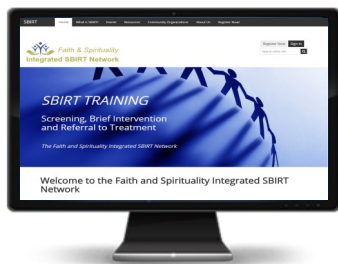 SBIRT Home What is SBIRT? Events Resources Community Organizations About Us Register Now!
Faith & Spirituality
Integrated SBIRT Network
Register Now! Sign In
SBIRT TRAINING
Screening, Brief Intervention
and Referral to Treatment
The Faith and Spirituality Integrated SBIRT Network
Welcome to the Faith and Spirituality Integrated SBIRT
Network